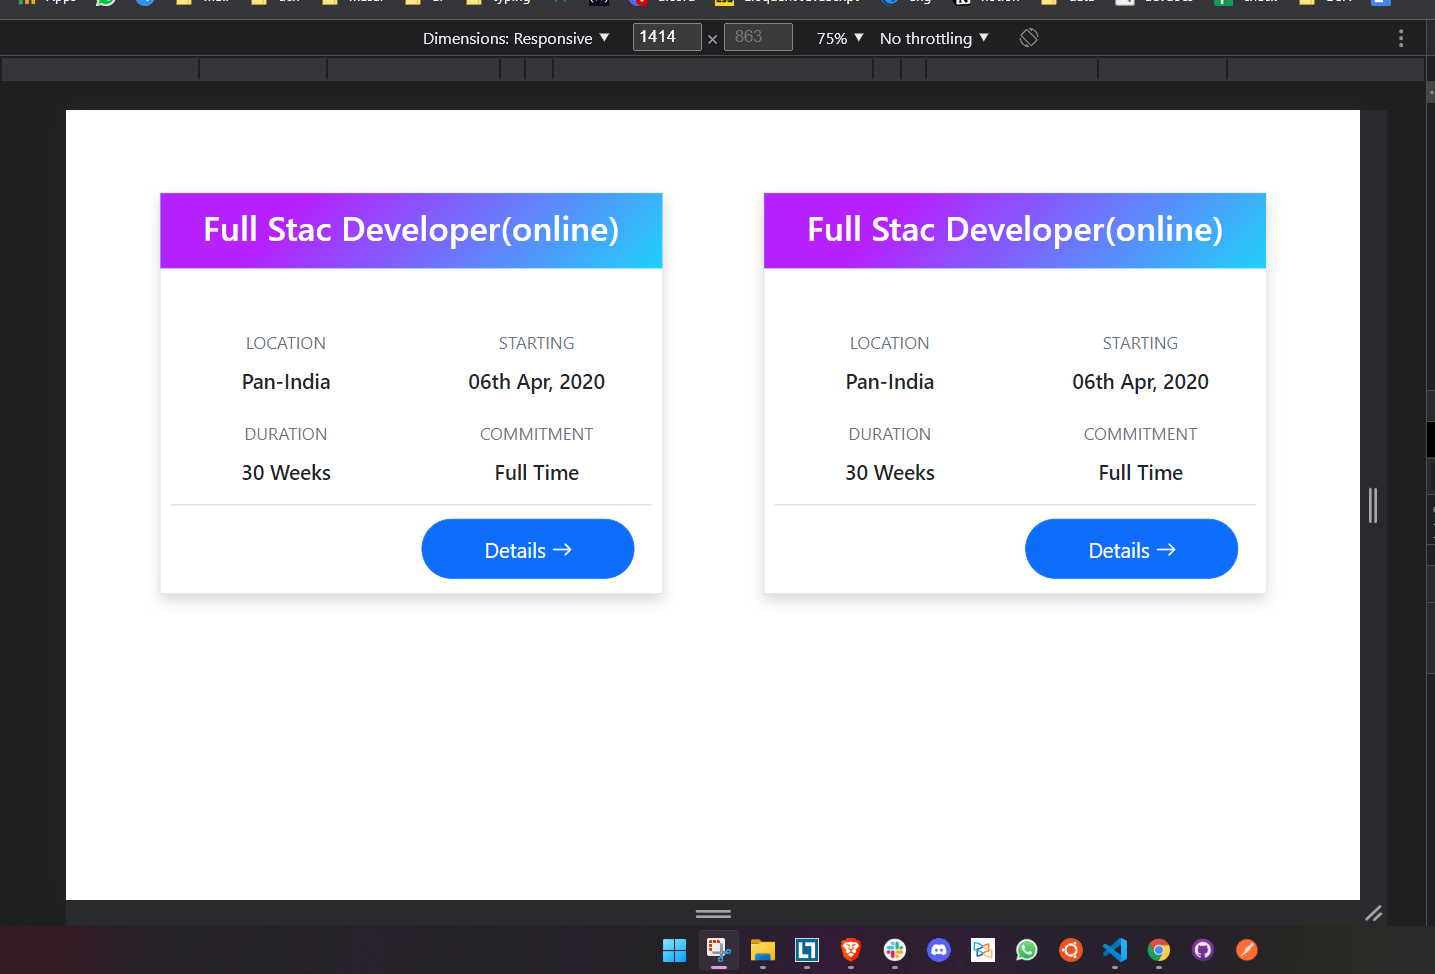 Dimensions: Responsive ▼ 1414 × 863 75% ▼ No throttling ▼
Full Stac Developer(online)
LOCATION STARTING
Pan-India 06th Apr, 2020
DURATION COMMITMENT
30 Weeks Full Time
Details →
Full Stac Developer(online)
LOCATION STARTING
Pan-India 06th Apr, 2020
DURATION COMMITMENT
30 Weeks Full Time
Details →